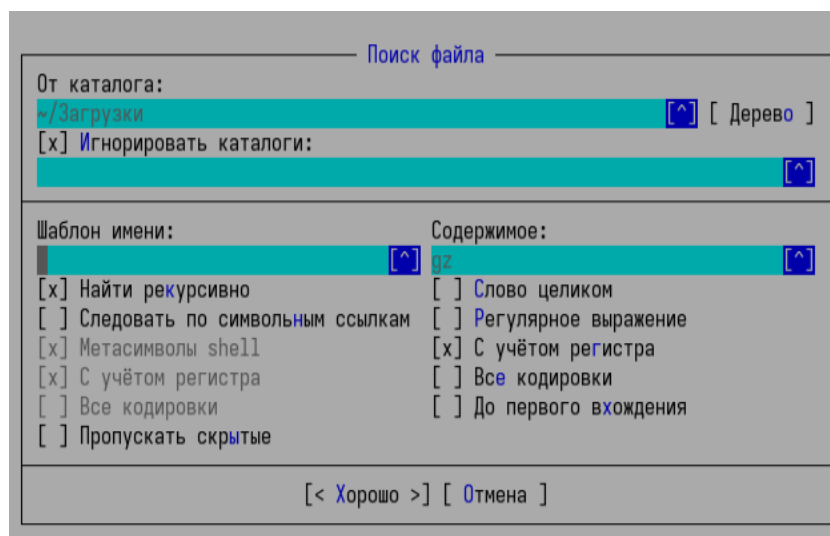 Поиск файла
От каталога:
~/Загрузки [^] [ Дерево ]
[x] Игнорировать каталоги:
[^]
Шаблон имени: Содержимое:
[^] gz [^]
[x] Найти рекурсивно [ ] Слово целиком
[ ] Следовать по символьным ссылкам [ ] Регулярное выражение
[x] Метасимволы shell [x] С учётом регистра
[x] С учётом регистра [ ] Все кодировки
[ ] Все кодировки [ ] До первого вхождения
[ ] Пропускать скрытые
[< Хорошо >] [ Отмена ]